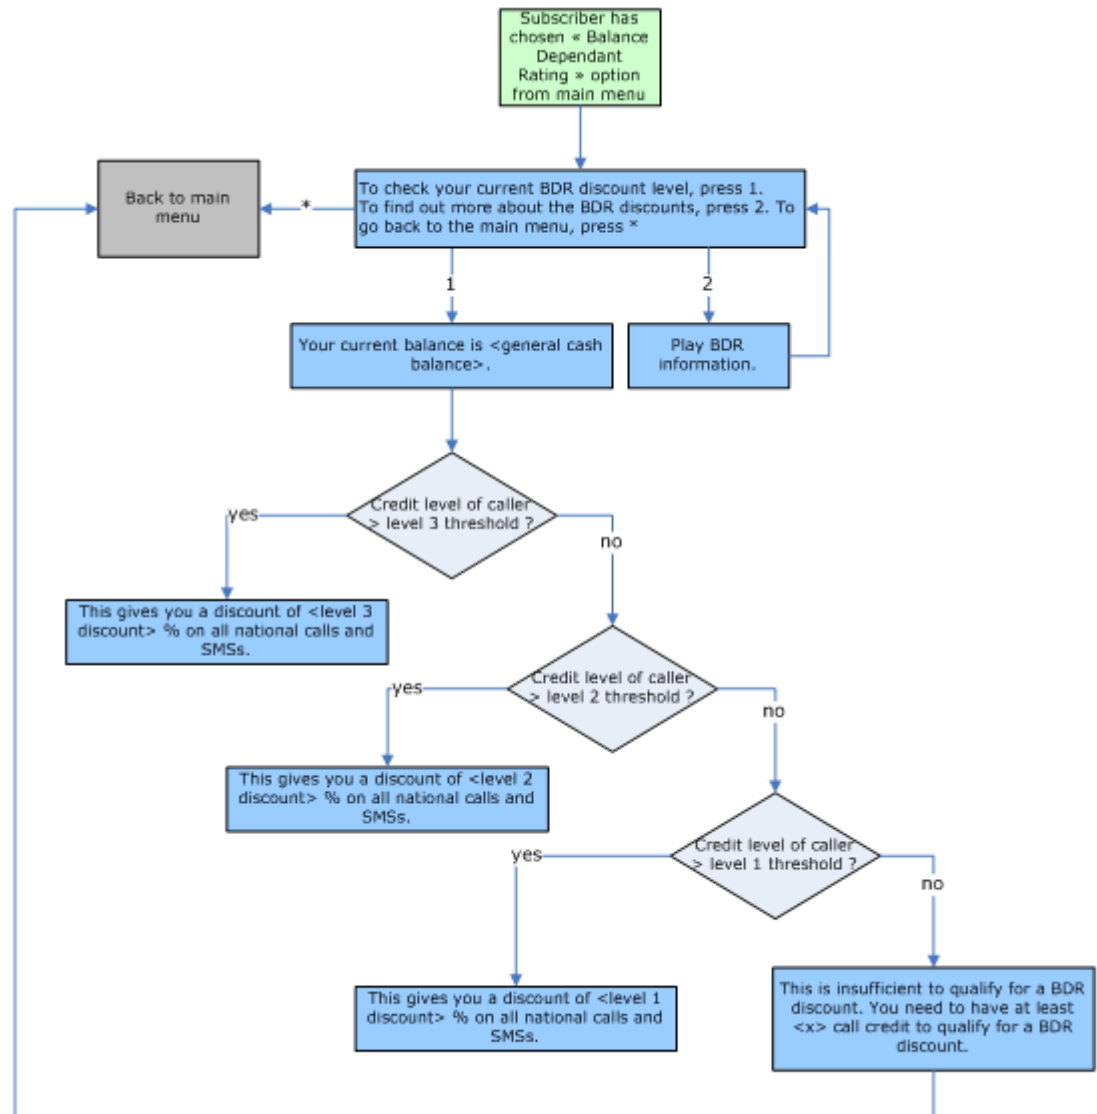 Subscriber has
chosen « Balance
Dependant
Rating » option
from main menu
Back to main
menu
*
To check your current BDR discount level, press 1.
To find out more about the BDR discounts, press 2. To
go back to the main menu, press *
1
2
Your current balance is <general cash
balance>.
Play BDR
information.
Credit level of caller
> level 3 threshold ?
yes
no
This gives you a discount of <level 3
discount> % on all national calls and
SMSs.
Credit level of caller
> level 2 threshold ?
yes
no
This gives you a discount of <level 2
discount> % on all national calls and
SMSs.
Credit level of caller
> level 1 threshold ?
yes
no
This gives you a discount of <level 1
discount> % on all national calls and
SMSs.
This is insufficient to qualify for a BDR
discount. You need to have at least
<x> call credit to qualify for a BDR
discount.